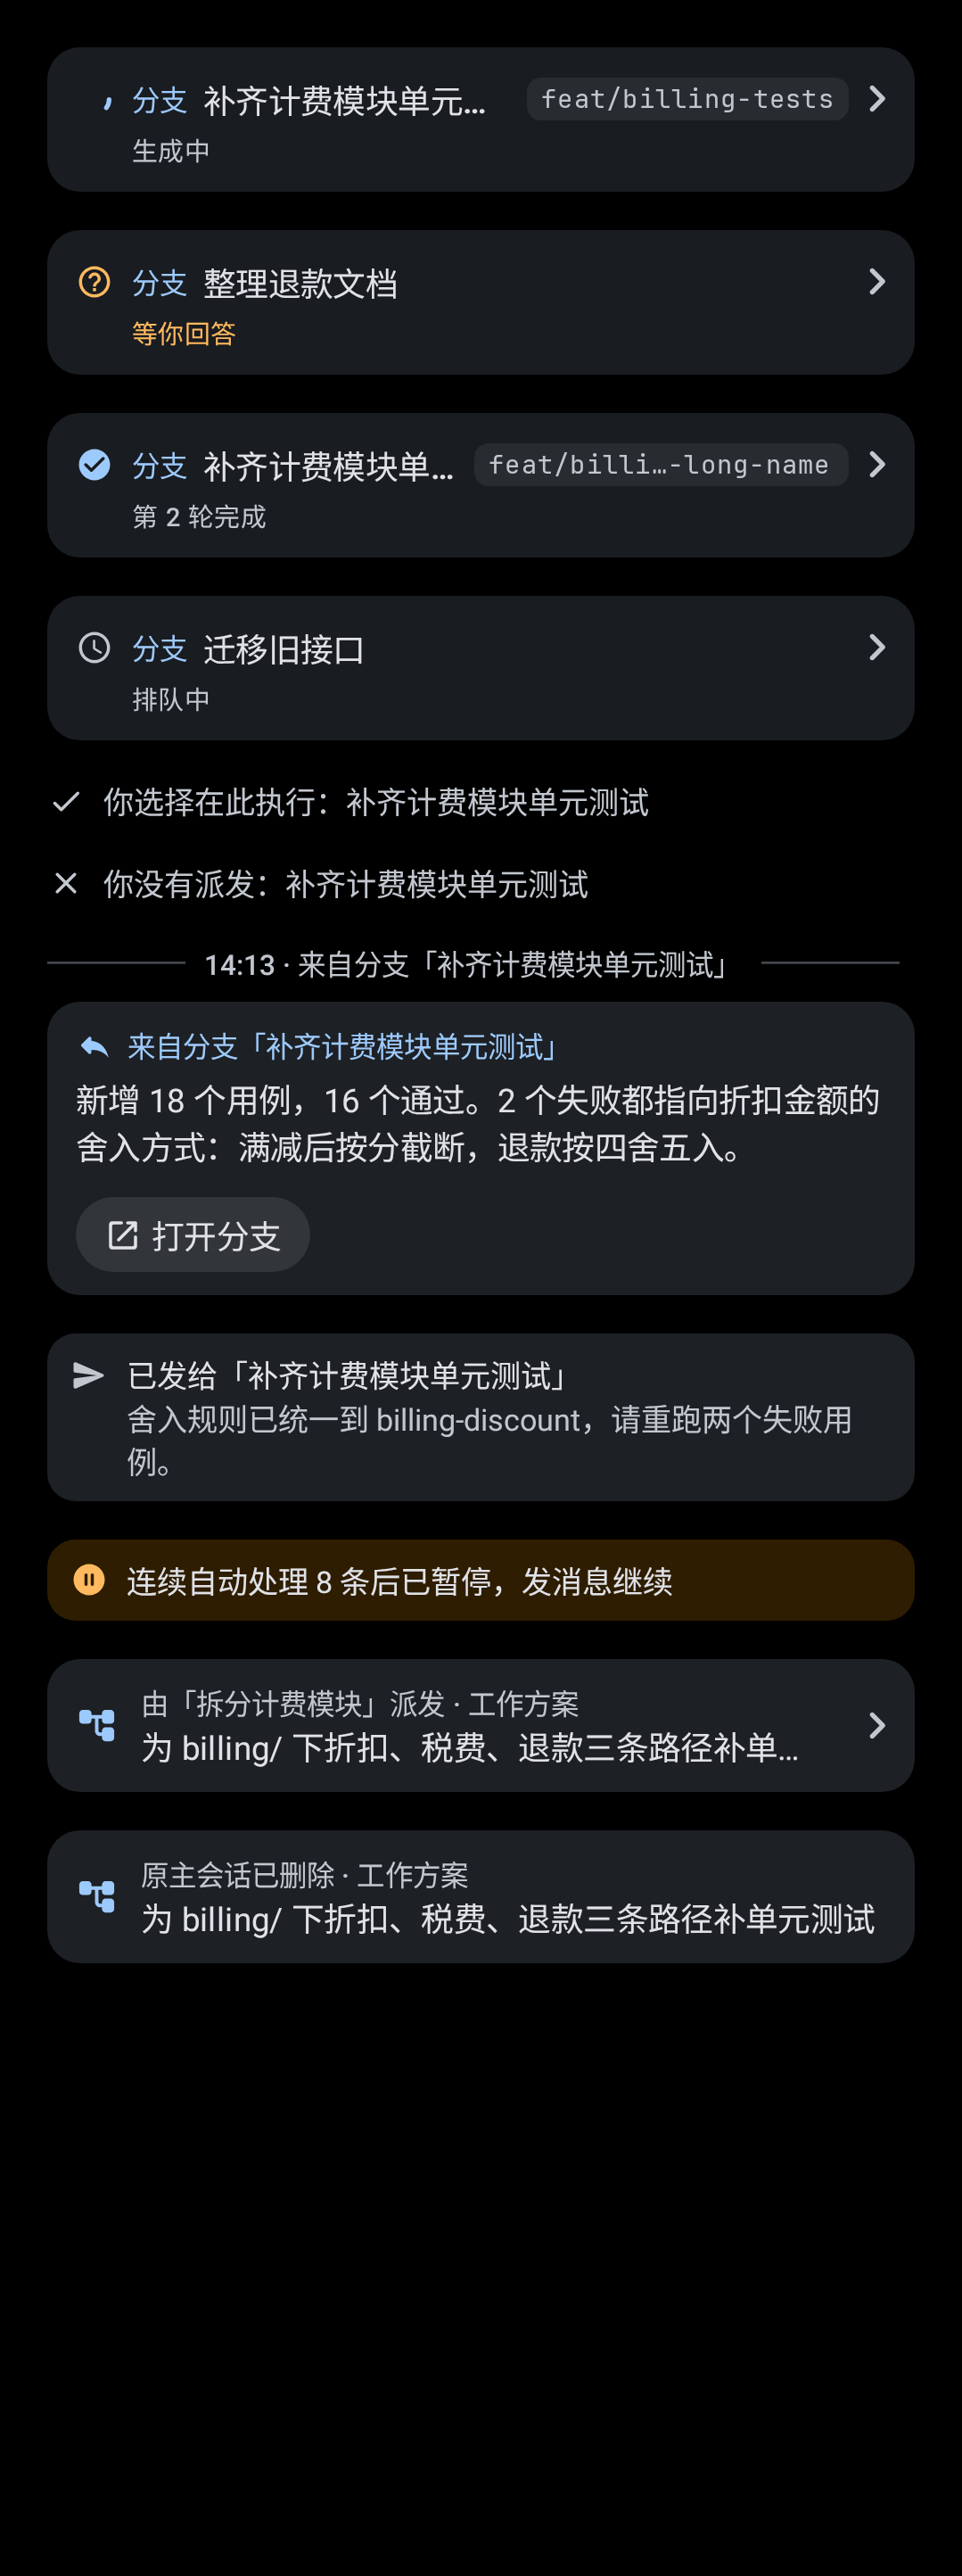 分支 补齐计费模块单元… feat/billing-tests
生成中
分支 整理退款文档
等你回答
分支 补齐计费模块单… feat/billi…-long-name
第 2 轮完成
分支 迁移旧接口
排队中
你选择在此执行：补齐计费模块单元测试
你没有派发：补齐计费模块单元测试
14:13 · 来自分支「补齐计费模块单元测试」
来自分支「补齐计费模块单元测试」
新增 18 个用例，16 个通过。2 个失败都指向折扣金额的
舍入方式：满减后按分截断，退款按四舍五入。
打开分支
已发给「补齐计费模块单元测试」
舍入规则已统一到 billing-discount，请重跑两个失败用
例。
连续自动处理 8 条后已暂停，发消息继续
由「拆分计费模块」派发 · 工作方案
为 billing/ 下折扣、税费、退款三条路径补单…
原主会话已删除 · 工作方案
为 billing/ 下折扣、税费、退款三条路径补单元测试